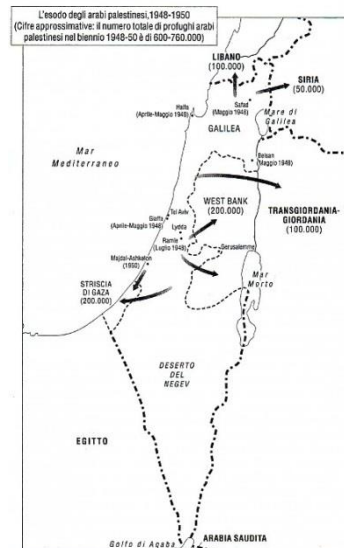 L'esodo degli arabi palestinesi, 1948-1950
(Cifre approssimative: il numero totale di profughi arabi
palestinesi nel biennio 1948-50 è di 600-760.000)
LIBANO
(100.000)
SIRIA
(50.000)
Haifa
(Aprile-Maggio 1948)
Safad
(Maggio 1948)
Mare di
Galilea
GALILEA
Mar
Mediterraneo
Beisan
(Maggio 1948)
WEST BANK
(200.000)
TRANSGIORDANIA-
GIORDANIA
(100.000)
Tel Aviv
Giaffa
(Aprile-Maggio 1948)
Lydda
Ramle
(Luglio 1948)
Gerusalemme
Majdal-Ashkelon
(1950)
STRISCIA
DI GAZA
(200.000)
Mar
Morto
DESERTO
DEL
NEGEV
EGITTO
Golfo di Aqaba
ARABIA SAUDITA